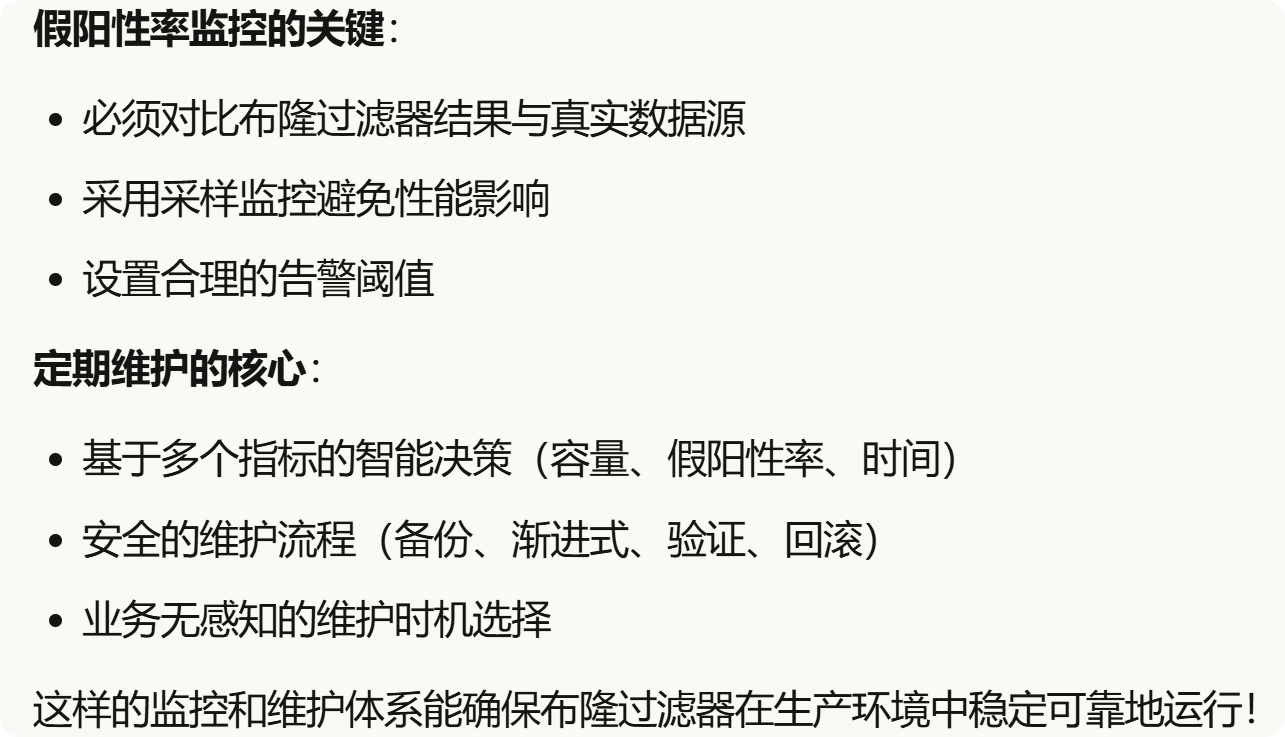 假阳性率监控的关键：
• 必须对比布隆过滤器结果与真实数据源
• 采用采样监控避免性能影响
• 设置合理的告警阈值
定期维护的核心：
• 基于多个指标的智能决策（容量、假阳性率、时间）
• 安全的维护流程（备份、渐进式、验证、回滚）
• 业务无感知的维护时机选择
这样的监控和维护体系能确保布隆过滤器在生产环境中稳定可靠地运行！